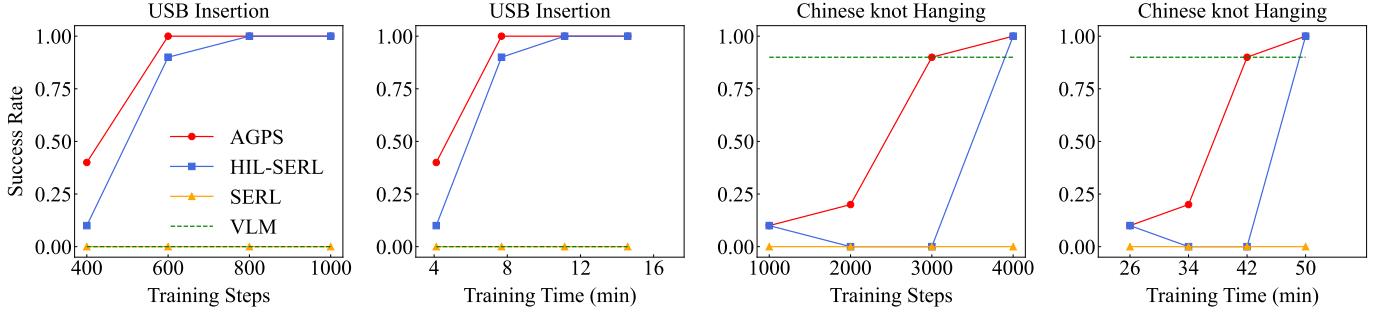 USB Insertion
Success Rate
1.00
0.75
0.50
0.25
0.00
AGPS
HIL-SERL
SERL
VLM
400 600 800 1000
Training Steps
USB Insertion
1.00
0.75
0.50
0.25
0.00
4 8 12 16
Training Time (min)
Chinese knot Hanging
1.00
0.75
0.50
0.25
0.00
1000 2000 3000 4000
Training Steps
Chinese knot Hanging
1.00
0.75
0.50
0.25
0.00
26 34 42 50
Training Time (min)